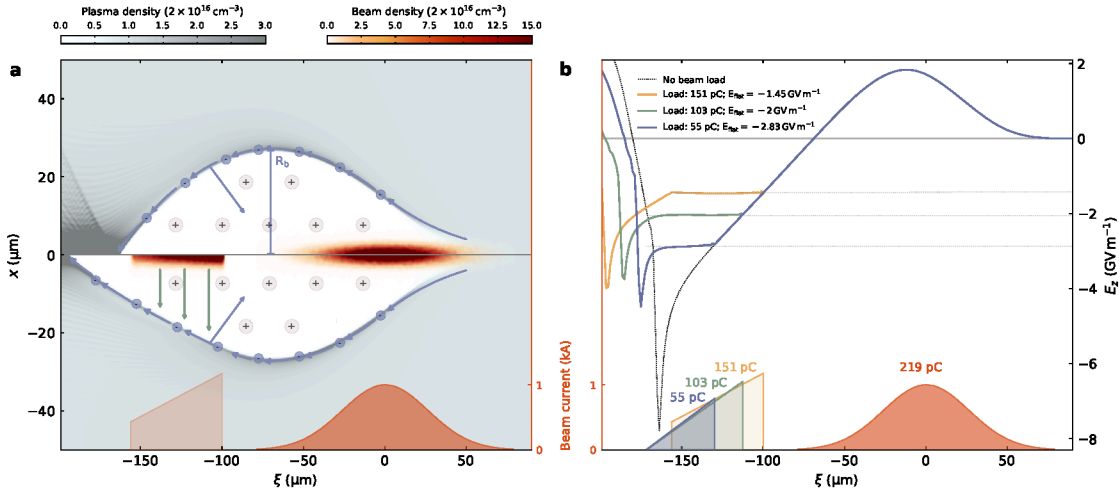 Plasma density (2 × 10¹⁶ cm⁻³)
0.0 0.5 1.0 1.5 2.0 2.5 3.0
Beam density (2 × 10¹⁶ cm⁻³)
0.0 2.5 5.0 7.5 10.0 12.5 15.0
a
x (μm)
40
20
0
−20
−40
R_b
+ +
+ + + + +
+ + + + +
+ +
−150 −100 −50 0 50
ξ (μm)
1
0
Beam current (kA)
b
No beam load
Load: 151 pC; E_flat = −1.45 GV m⁻¹
Load: 103 pC; E_flat = −2 GV m⁻¹
Load: 55 pC; E_flat = −2.83 GV m⁻¹
151 pC
103 pC
55 pC
219 pC
1
0
2
0
−2
−4
−6
−8
E_z (GV m⁻¹)
−150 −100 −50 0 50
ξ (μm)